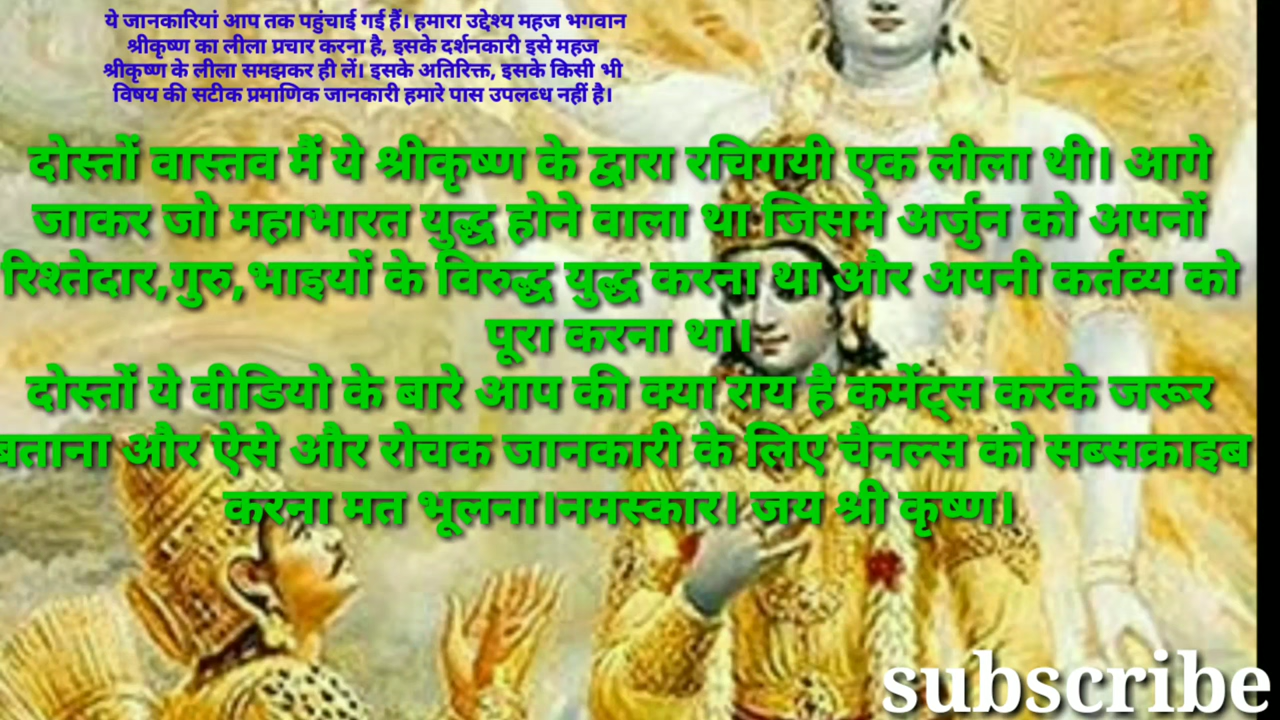 ये जानकारियां आप तक पहुंचाई गई हैं। हमारा उद्देश्य महज भगवान
श्रीकृष्ण का लीला प्रचार करना है, इसके दर्शनकारी इसे महज
श्रीकृष्ण के लीला समझकर ही लें। इसके अतिरिक्त, इसके किसी भी
विषय की सटीक प्रमाणिक जानकारी हमारे पास उपलब्ध नहीं है।
दोस्तों वास्तव मैं ये श्रीकृष्ण के द्वारा रचिगयी एक लीला थी। आगे
जाकर जो महाभारत युद्ध होने वाला था जिसमे अर्जुन को अपनों
रिश्तेदार,गुरु,भाइयों के विरुद्ध युद्ध करना था और अपनी कर्तव्य को
पूरा करना था।
दोस्तों ये वीडियो के बारे आप की क्या राय है कमेंट्स करके जरूर
बताना और ऐसे और रोचक जानकारी के लिए चैनल्स को सब्सक्राइब
करना मत भूलना।नमस्कार। जय श्री कृष्ण।
subscribe